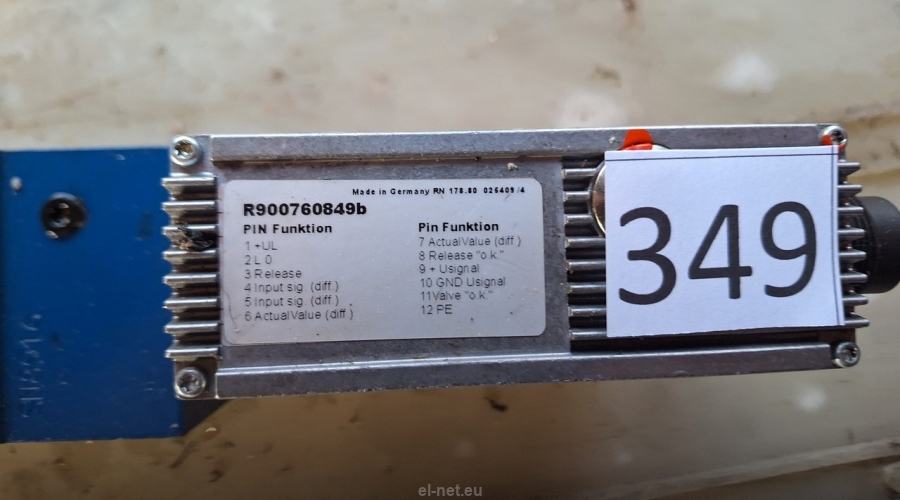 Made in Germany RN 178.80 025409/4
R900760849b
PIN Funktion
1 +UL
2 L 0
3 Release
4 Input sig. (diff.)
5 Input sig. (diff.)
6 ActualValue (diff.)
Pin Funktion
7 ActualValue (diff.)
8 Release "o.k."
9 + Usignal
10 GND Usignal
11Valve "o.k."
12 PE
349
el-net.eu